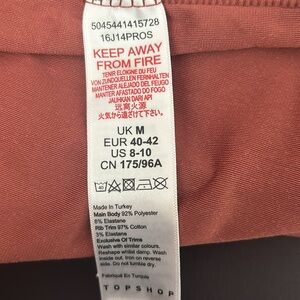 5045441415728
16J14PROS
KEEP AWAY
FROM FIRE
TENIR ELOIGNE DU FEU
VON ZUNDQUELLEN FERNHALTEN
MANTENER ALEJADO DEL FUEGO
MANTER AFASTADO DO FOGO
JAUHKAN DARI API
远离火源
火気から遠ざけて下さい。
UK M
EUR 40-42
US 8-10
CN 175/96A
Made In Turkey
Main Body 92% Polyester
8% Elastane
Rib Trim 97% Cotton
3% Elastane
Exclusive Of Trims
Wash with similar colours.
Reshape whilst damp. Wash
inside out. Iron on reverse
side. Do not tumble dry.
Fabriqué En Turquie
TOPSHOP